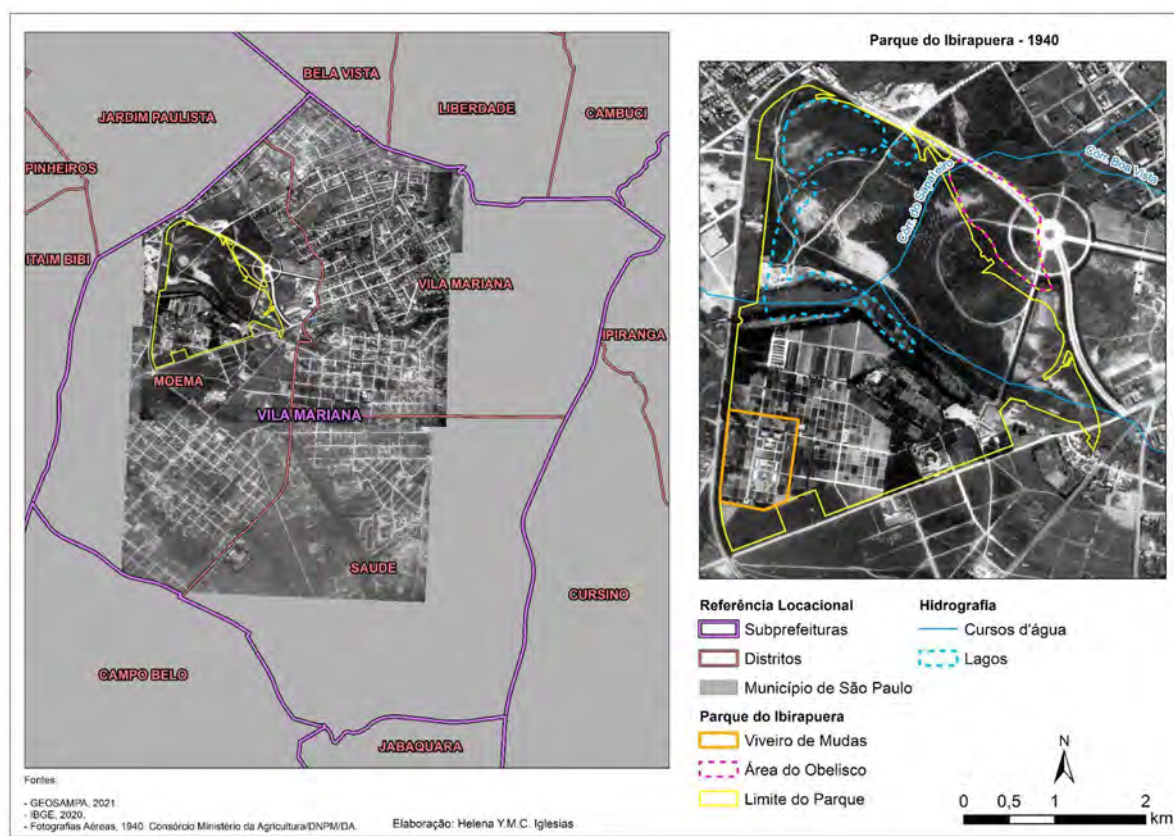 BELA VISTA
JARDIM PAULISTA
LIBERDADE
CAMBUCI
PINHEIROS
ITAIM BIBI
VILA MARIANA
IPIRANGA
MOEMA
VILA MARIANA
SAÚDE
CURSINO
CAMPO BELO
JABAQUARA
Fontes:
- GEOSAMPA, 2021
- IBGE, 2020.
- Fotografias Aéreas, 1940. Consórcio Ministério da Agricultura/DNPM/DA.
Elaboração: Helena Y.M.C. Iglesias
Parque do Ibirapuera - 1940
Córr. do Sapateiro
Córr. Boa Vista
Referência Locacional
Subprefeituras
Distritos
Município de São Paulo
Hidrografia
Cursos d'água
Lagos
Parque do Ibirapuera
Viveiro de Mudas
Área do Obelisco
Limite do Parque
N
0 0,5 1 2
km